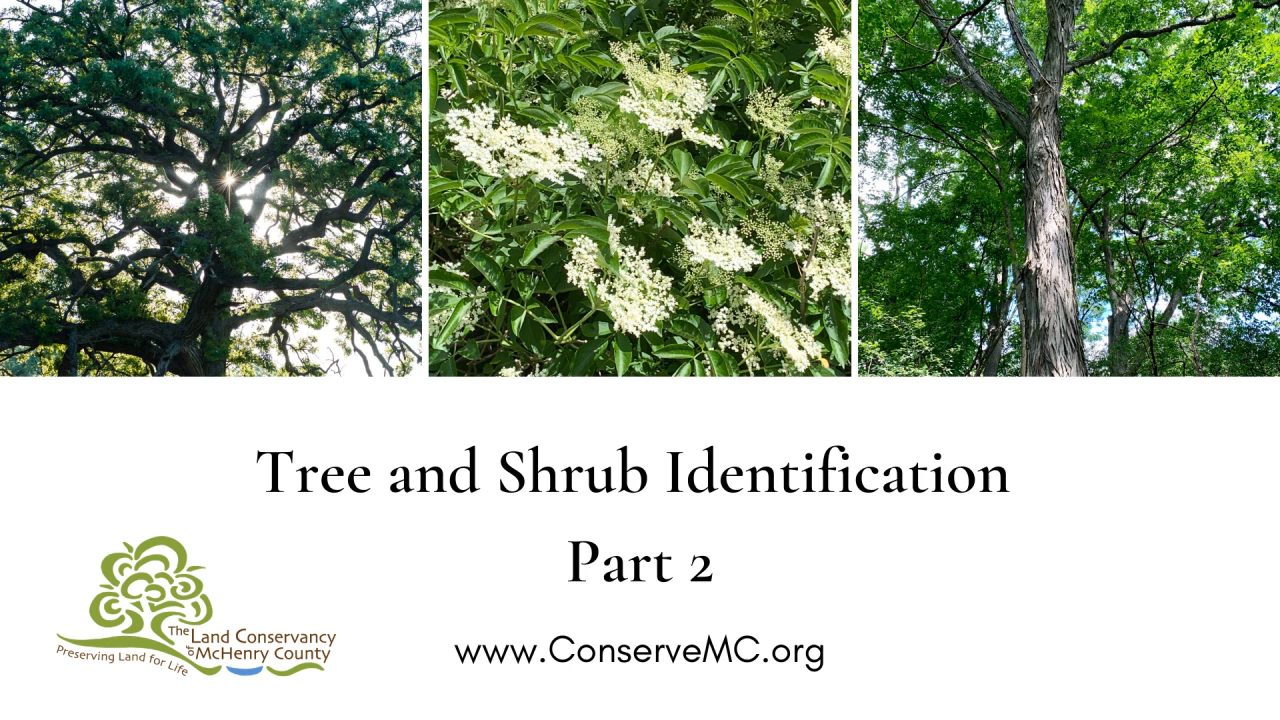 Tree and Shrub Identification
Part 2
The Land Conservancy
of McHenry County
Preserving Land for Life
www.ConserveMC.org